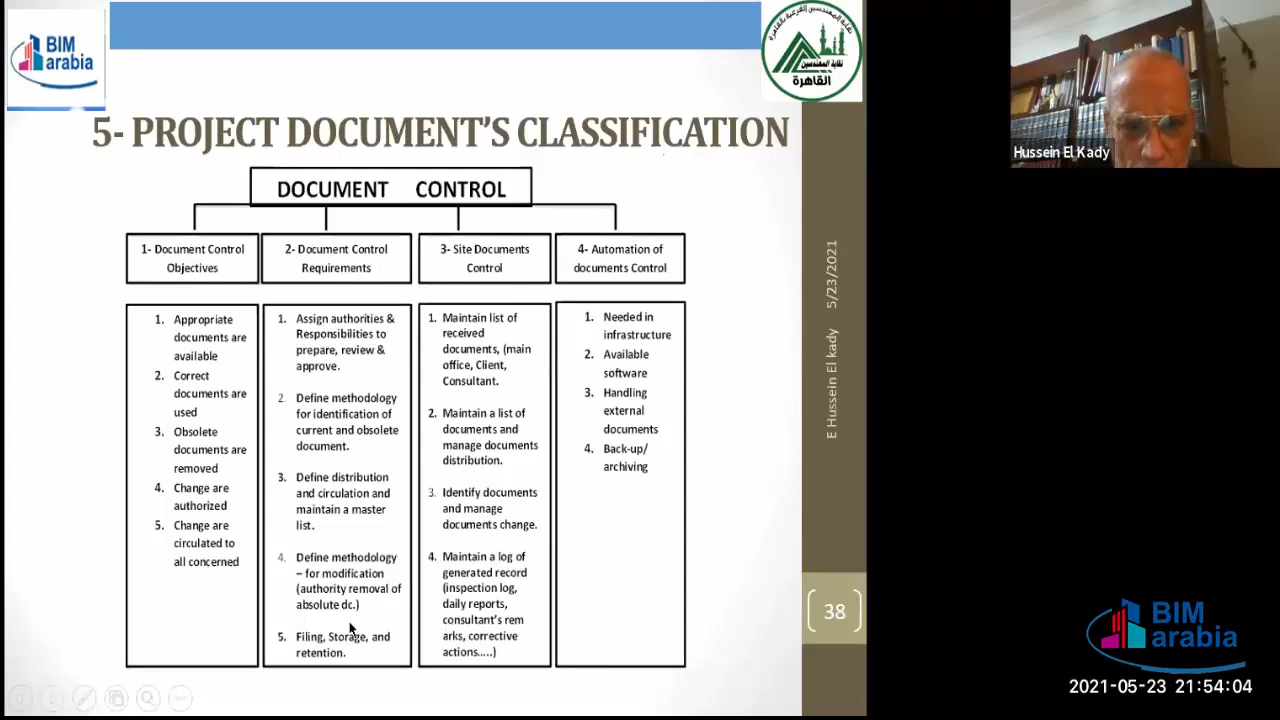 BIM
arabia
نقابة المهندسين الفرعية بالقاهرة
نقابة المهندسين
القاهرة
5- PROJECT DOCUMENT'S CLASSIFICATION
DOCUMENT CONTROL
1- Document Control
Objectives
2- Document Control
Requirements
3- Site Documents
Control
4- Automation of
documents Control
1. Appropriate
documents are
available
2. Correct
documents are
used
3. Obsolete
documents are
removed
4. Change are
authorized
5. Change are
circulated to
all concerned
1. Assign authorities &
Responsibilities to
prepare, review &
approve.
2. Define methodology
for identification of
current and obsolete
document.
3. Define distribution
and circulation and
maintain a master
list.
4. Define methodology
– for modification
(authority removal of
absolute dc.)
5. Filing, Storage, and
retention.
1. Maintain list of
received
documents, (main
office, Client,
Consultant.
2. Maintain a list of
documents and
manage documents
distribution.
3. Identify documents
and manage
documents change.
4. Maintain a log of
generated record
(inspection log,
daily reports,
consultant's rem
arks, corrective
actions.....)
1. Needed in
infrastructure
2. Available
software
3. Handling
external
documents
4. Back-up/
archiving
E Hussein El kady 5/23/2021
38
Hussein El Kady
BIM
arabia
2021-05-23 21:54:04